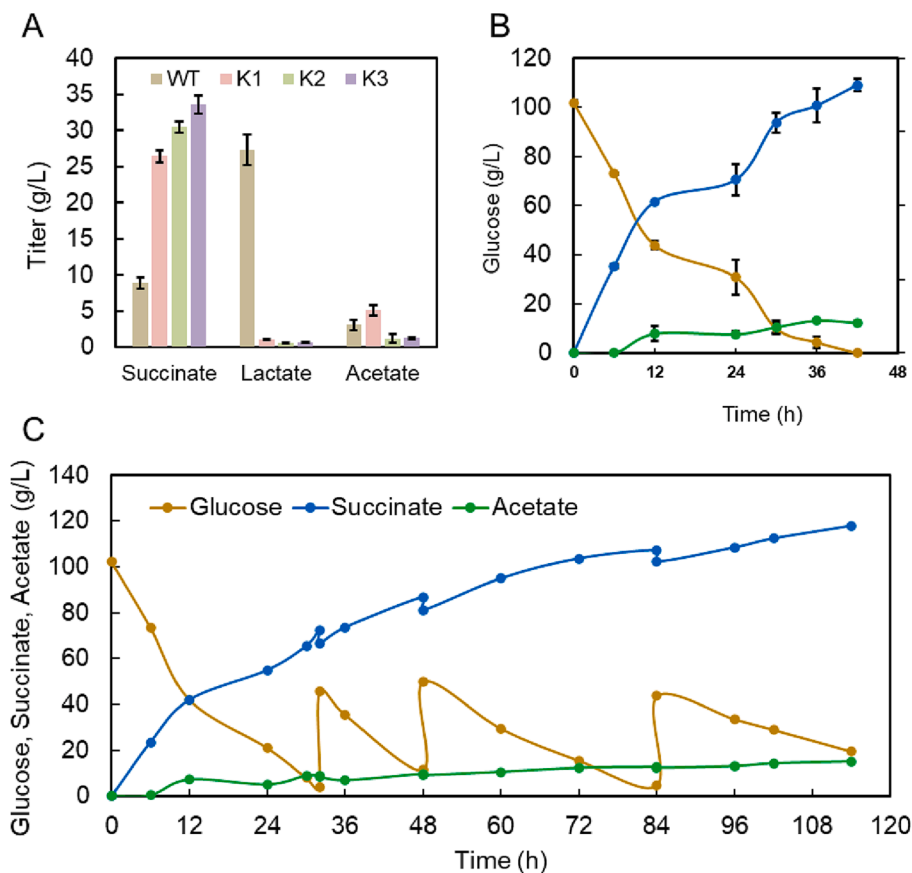 A
Titer (g/L)
40
35
30
25
20
15
10
5
0
WT K1 K2 K3
Succinate Lactate Acetate
B
Glucose (g/L)
120
100
80
60
40
20
0
0 12 24 36 48
Time (h)
C
Glucose, Succinate, Acetate (g/L)
140
120
100
80
60
40
20
0
Glucose Succinate Acetate
0 12 24 36 48 60 72 84 96 108 120
Time (h)